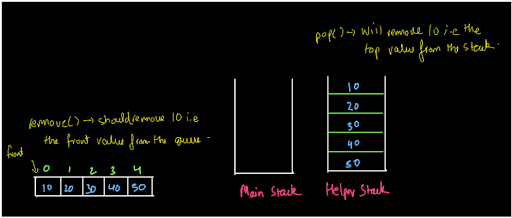 pop() → will remove 10 i.e the
top value from the stack.
10
20
30
40
50
Main Stack
Helper Stack
remove() → should remove 10 i.e
the front value from the queue -
front
0 1 2 3 4
10 20 30 40 50